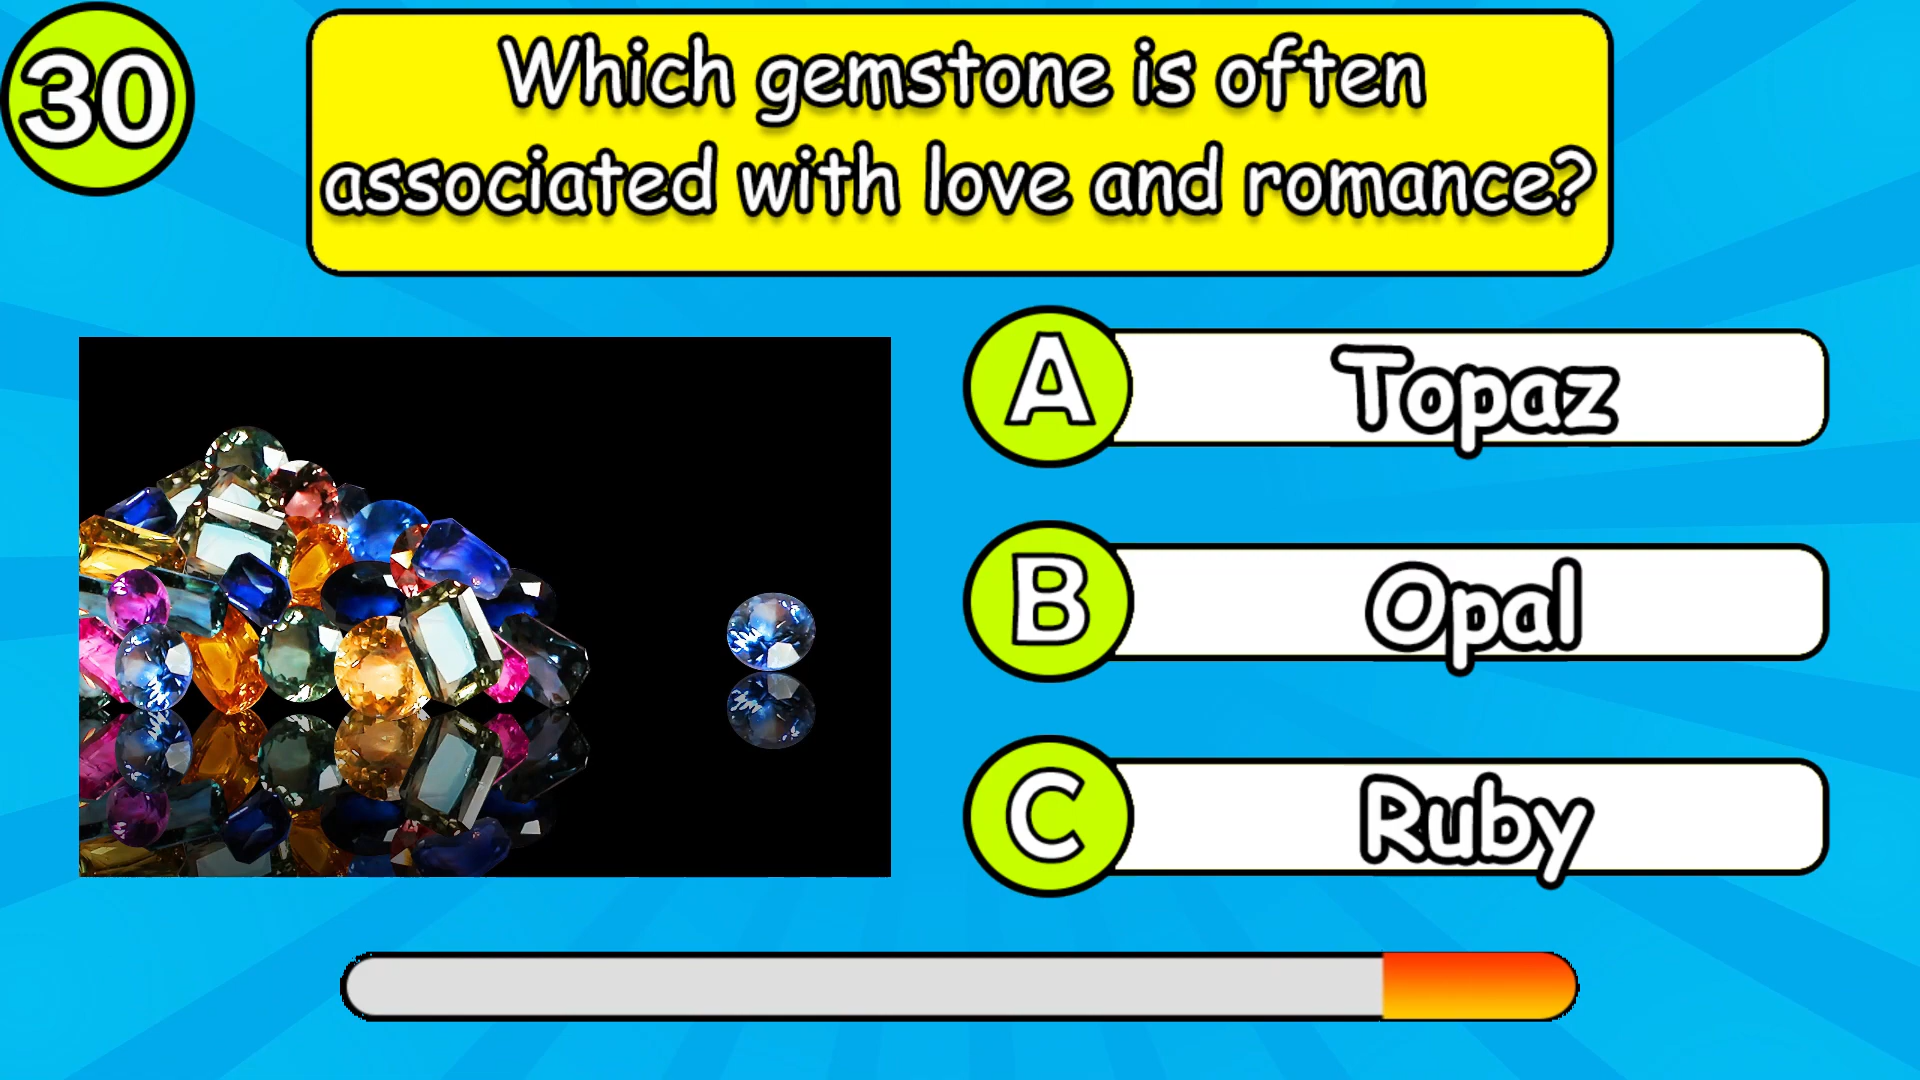 30
Which gemstone is often
associated with love and romance?
A Topaz
B Opal
C Ruby